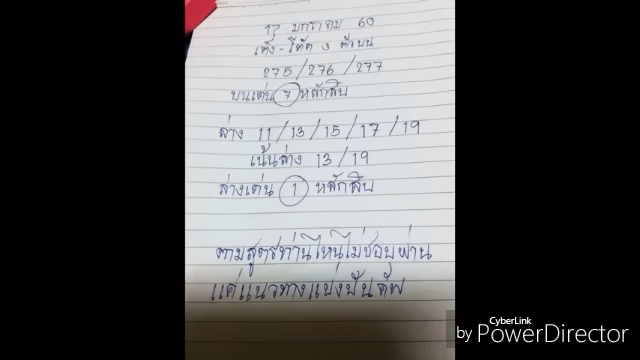 17 มกราคม 60
เต็ง - โต๊ด 3 ตัวบน
275 / 276 / 277
บนเด่น 7 หลักสิบ
ล่าง 11 / 13 / 15 / 17 / 19
เน้นล่าง 13 / 19
ล่างเด่น 1 หลักสิบ
ตามสูตรท่านไหนไม่ชอบผ่าน
แค่แนวทางแบ่งปันครับ
CyberLink
by PowerDirector